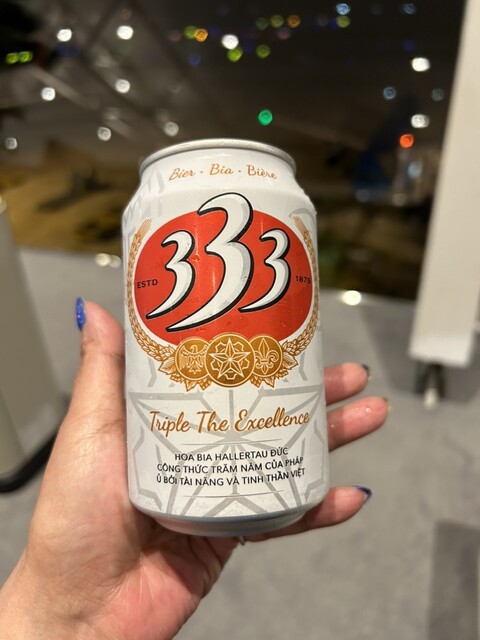 Bier • Bia • Bière
333
ESTD 1875
Triple The Excellence
HOA BIA HALLERTAU ĐỨC
CÔNG THỨC TRĂM NĂM CỦA PHÁP
Ủ BỞI TÀI NĂNG VÀ TINH THẦN VIỆT